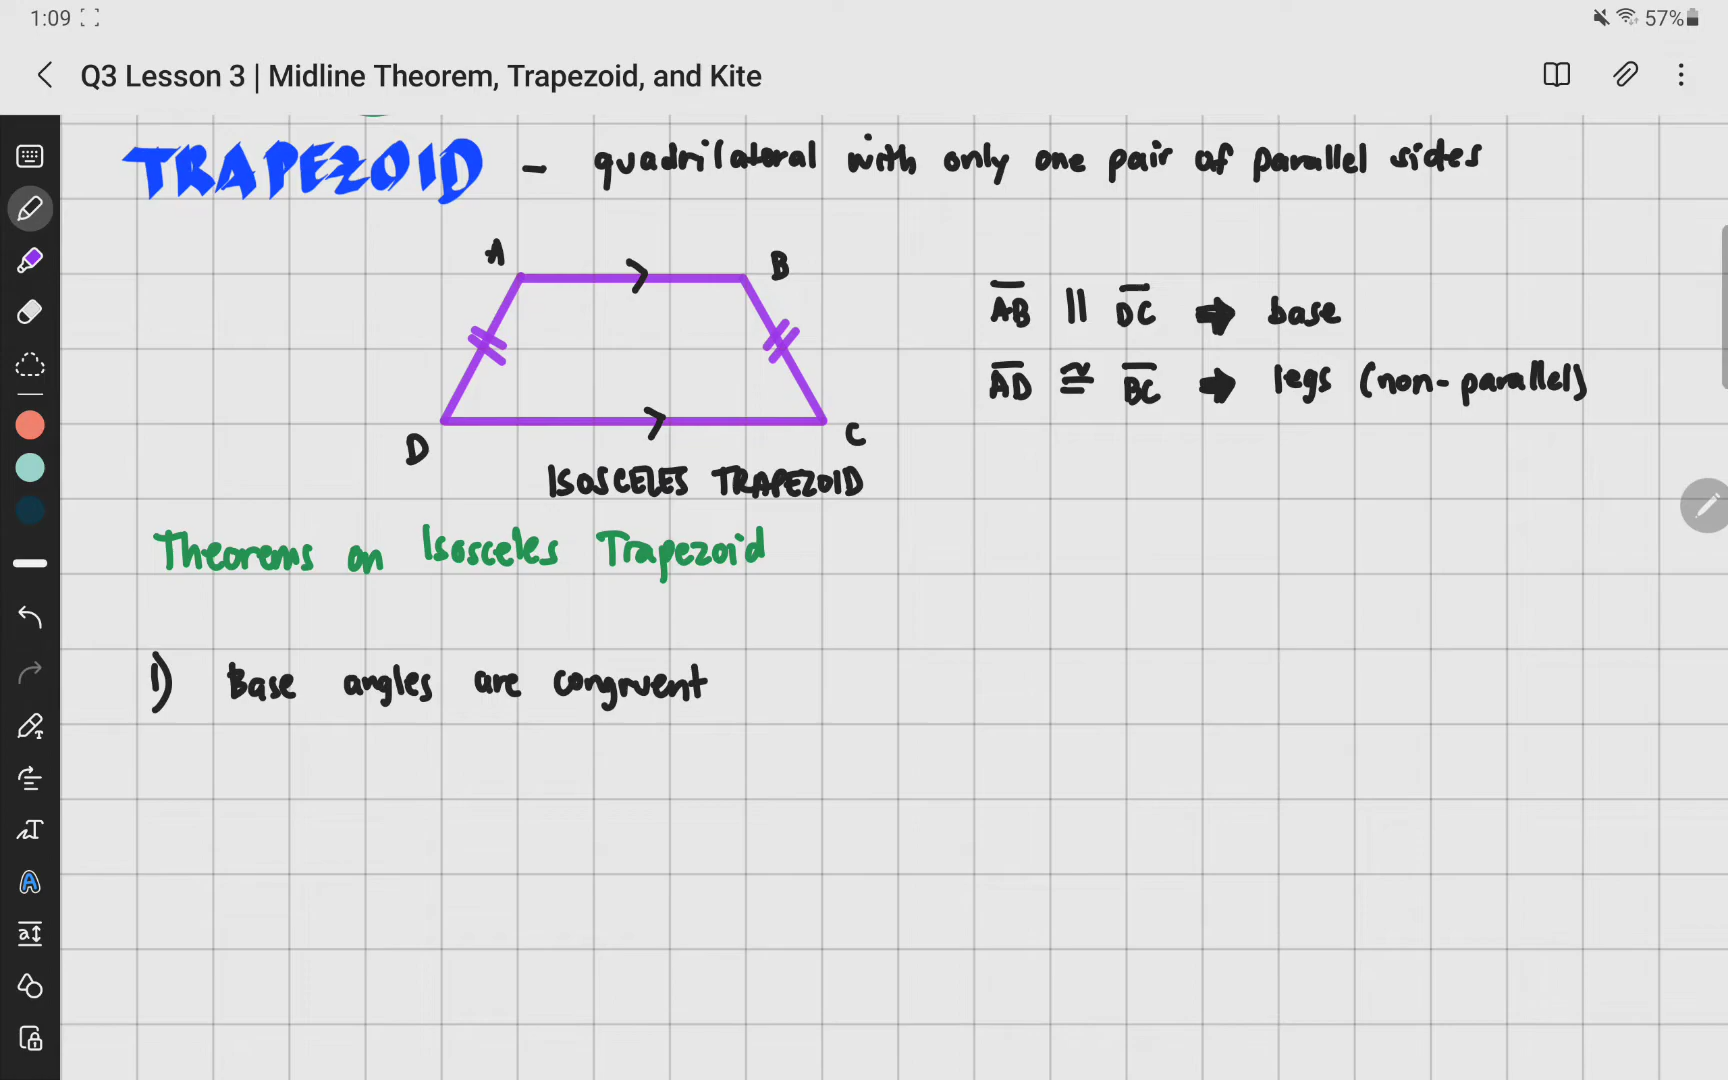 1:09 57%
Q3 Lesson 3 | Midline Theorem, Trapezoid, and Kite
TRAPEZOID - quadrilateral with only one pair of parallel sides
A B
AB || DC → base
AD ≅ BC → legs (non-parallel)
D C
ISOSCELES TRAPEZOID
Theorems on Isosceles Trapezoid
1) Base angles are congruent